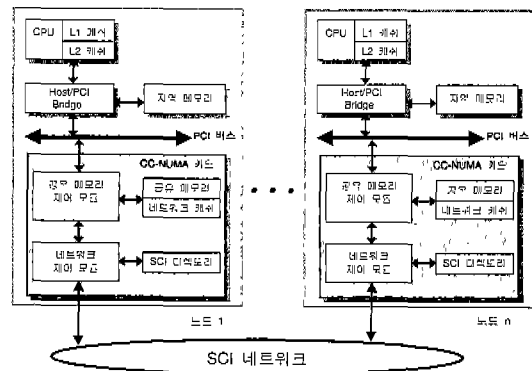 CPU
L1 캐쉬
L2 캐쉬
Host/PCI
Bridge
지역 메모리
PCI 버스
CC-NUMA 카드
공유 메모리
제어 모듈
공유 메모리
네트워크 캐쉬
네트워크
제어 모듈
SCI 디렉토리
노드 1
CPU
L1 캐쉬
L2 캐쉬
Host/PCI
Bridge
지역 메모리
PCI 버스
CC-NUMA 카드
공유 메모리
제어 모듈
공유 메모리
네트워크 캐쉬
네트워크
제어 모듈
SCI 디렉토리
노드 n
SCI 네트워크